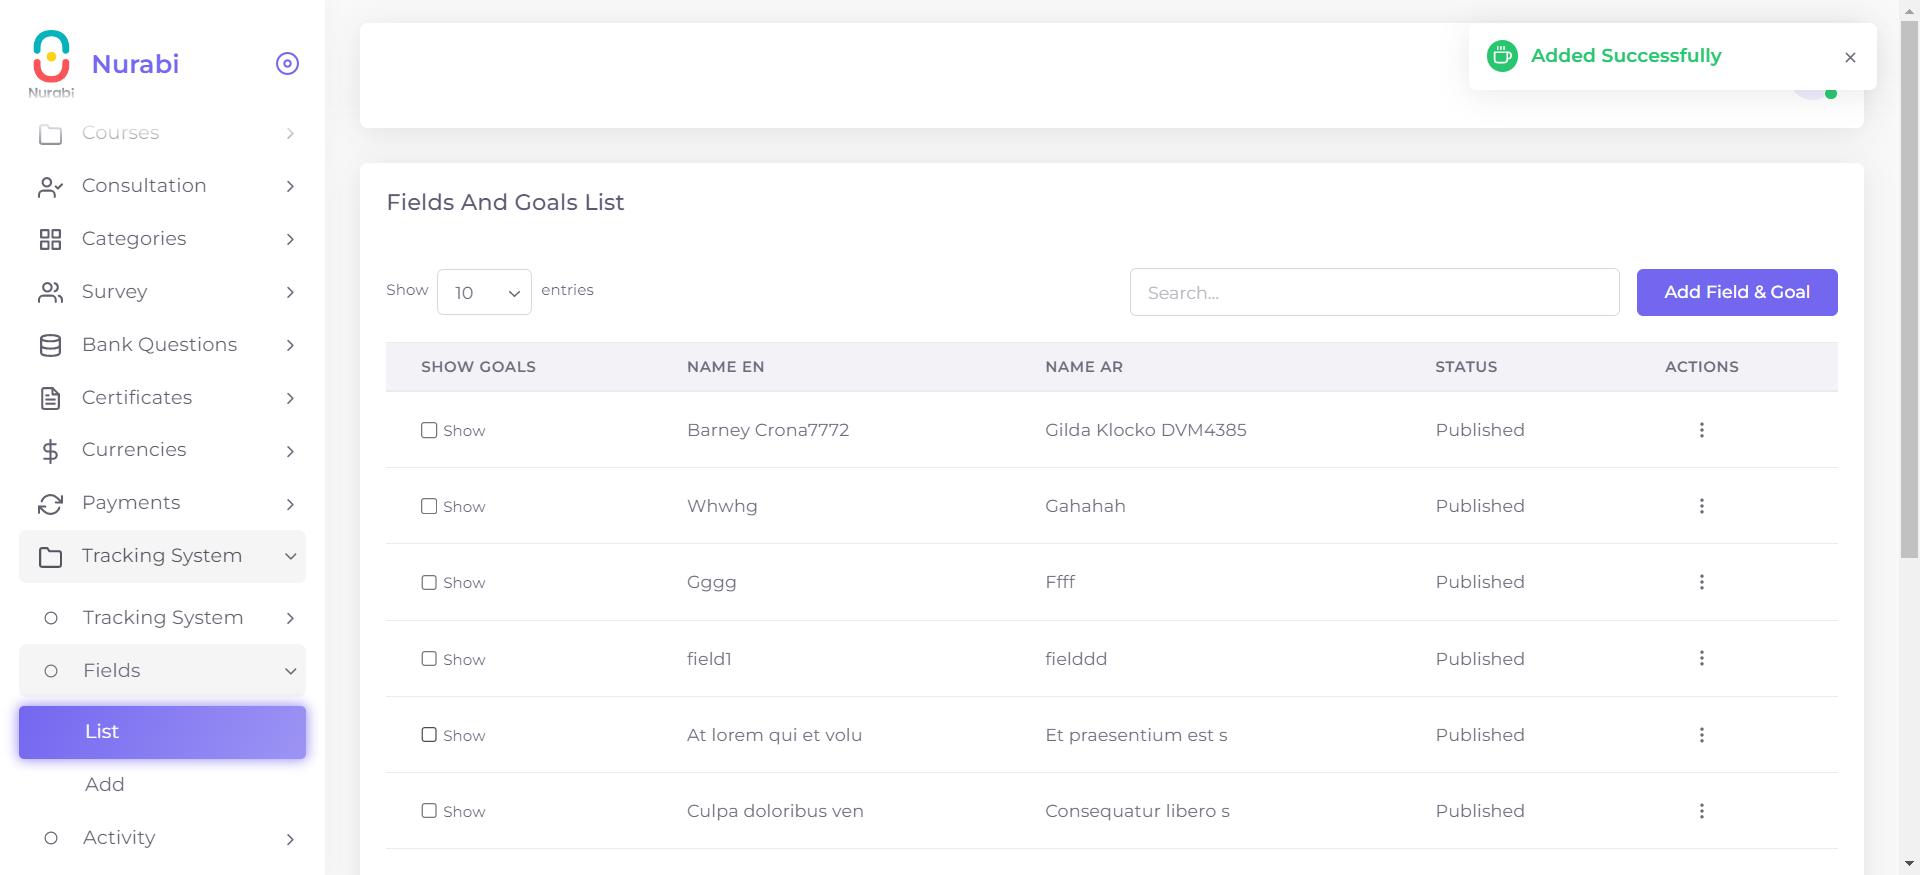 Nurabi
Nurabi
Courses
Consultation
Categories
Survey
Bank Questions
Certificates
Currencies
Payments
Tracking System
Tracking System
Fields
List
Add
Activity
Added Successfully
Fields And Goals List
Show 10 entries
Search...
Add Field & Goal
SHOW GOALS NAME EN NAME AR STATUS ACTIONS
Show Barney Crona7772 Gilda Klocko DVM4385 Published
Show Whwhg Gahahah Published
Show Gggg Ffff Published
Show field1 fielddd Published
Show At lorem qui et volu Et praesentium est s Published
Show Culpa doloribus ven Consequatur libero s Published